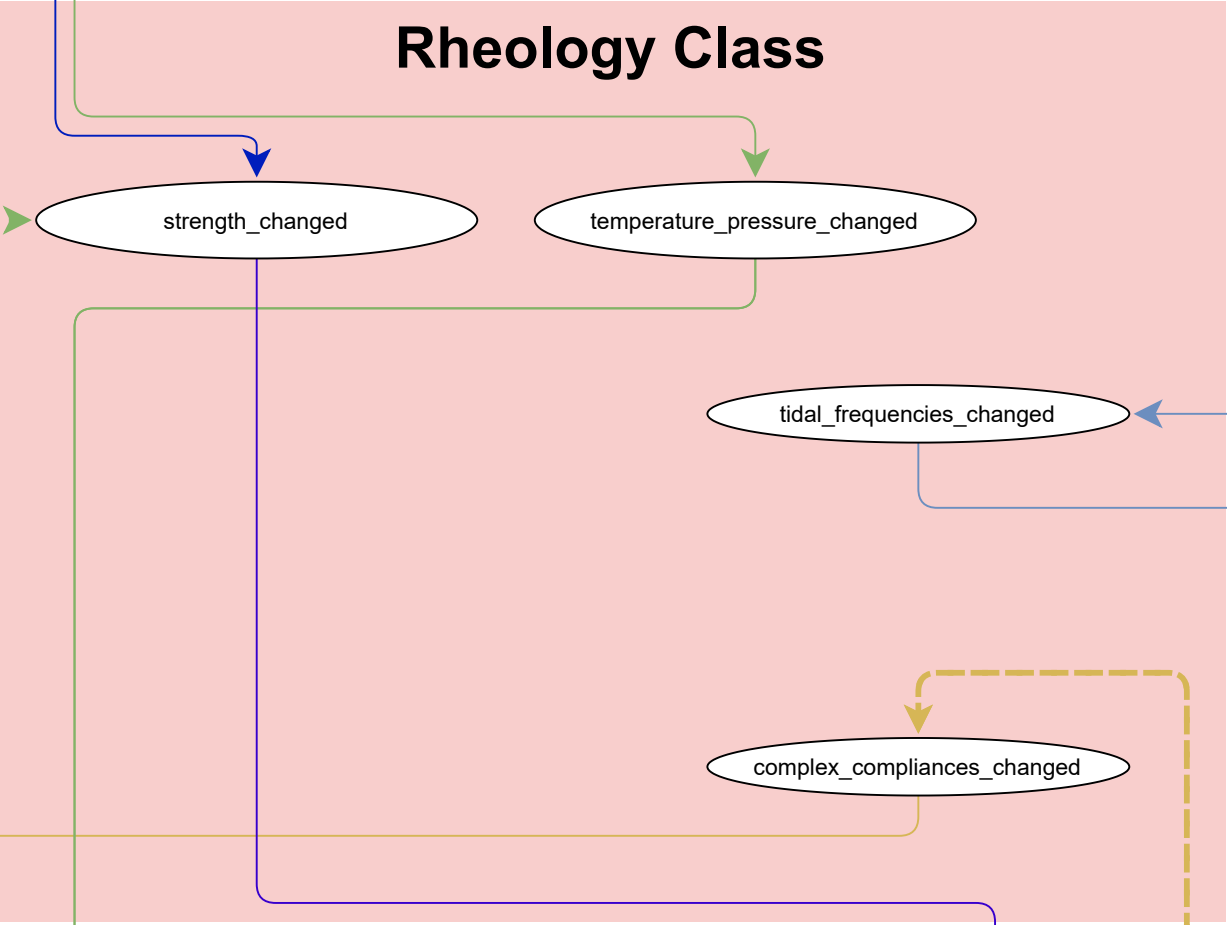 Rheology Class
strength_changed
temperature_pressure_changed
tidal_frequencies_changed
complex_compliances_changed